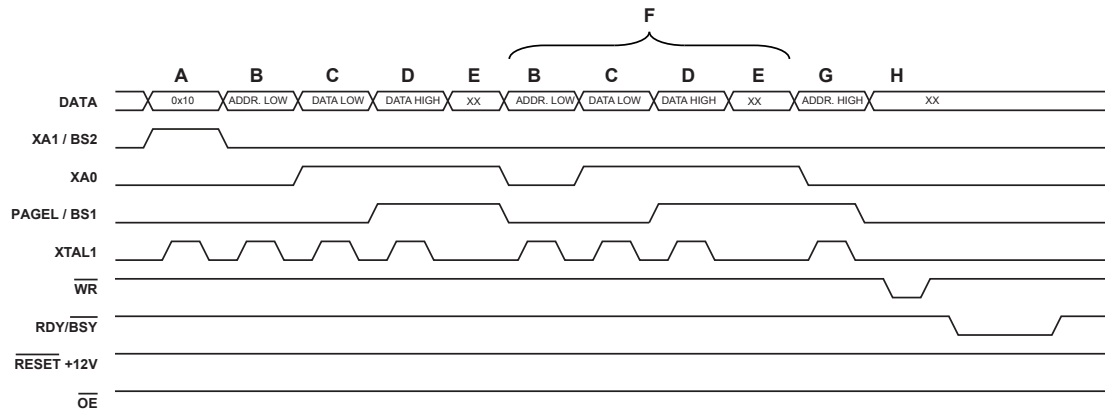 F
A B C D E B C D E G H
DATA 0x10 ADDR. LOW DATA LOW DATA HIGH XX ADDR. LOW DATA LOW DATA HIGH XX ADDR. HIGH XX
XA1 / BS2
XA0
PAGEL / BS1
XTAL1
WR
RDY/BSY
RESET +12V
OE